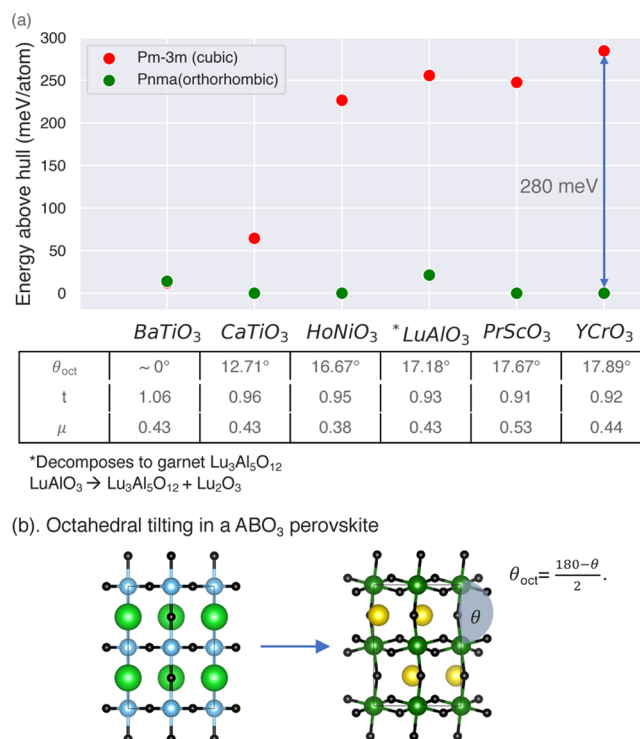 (a)
Pm-3m (cubic)
Pnma(orthorhombic)
Energy above hull (meV/atom)
300
250
200
150
100
50
0
280 meV
BaTiO₃ CaTiO₃ HoNiO₃ *LuAlO₃ PrScO₃ YCrO₃
θoct ~ 0° 12.71° 16.67° 17.18° 17.67° 17.89°
t 1.06 0.96 0.95 0.93 0.91 0.92
μ 0.43 0.43 0.38 0.43 0.53 0.44
*Decomposes to garnet Lu₃Al₅O₁₂
LuAlO₃ → Lu₃Al₅O₁₂ + Lu₂O₃
(b). Octahedral tilting in a ABO₃ perovskite
θoct= (180−θ)/2.
θ